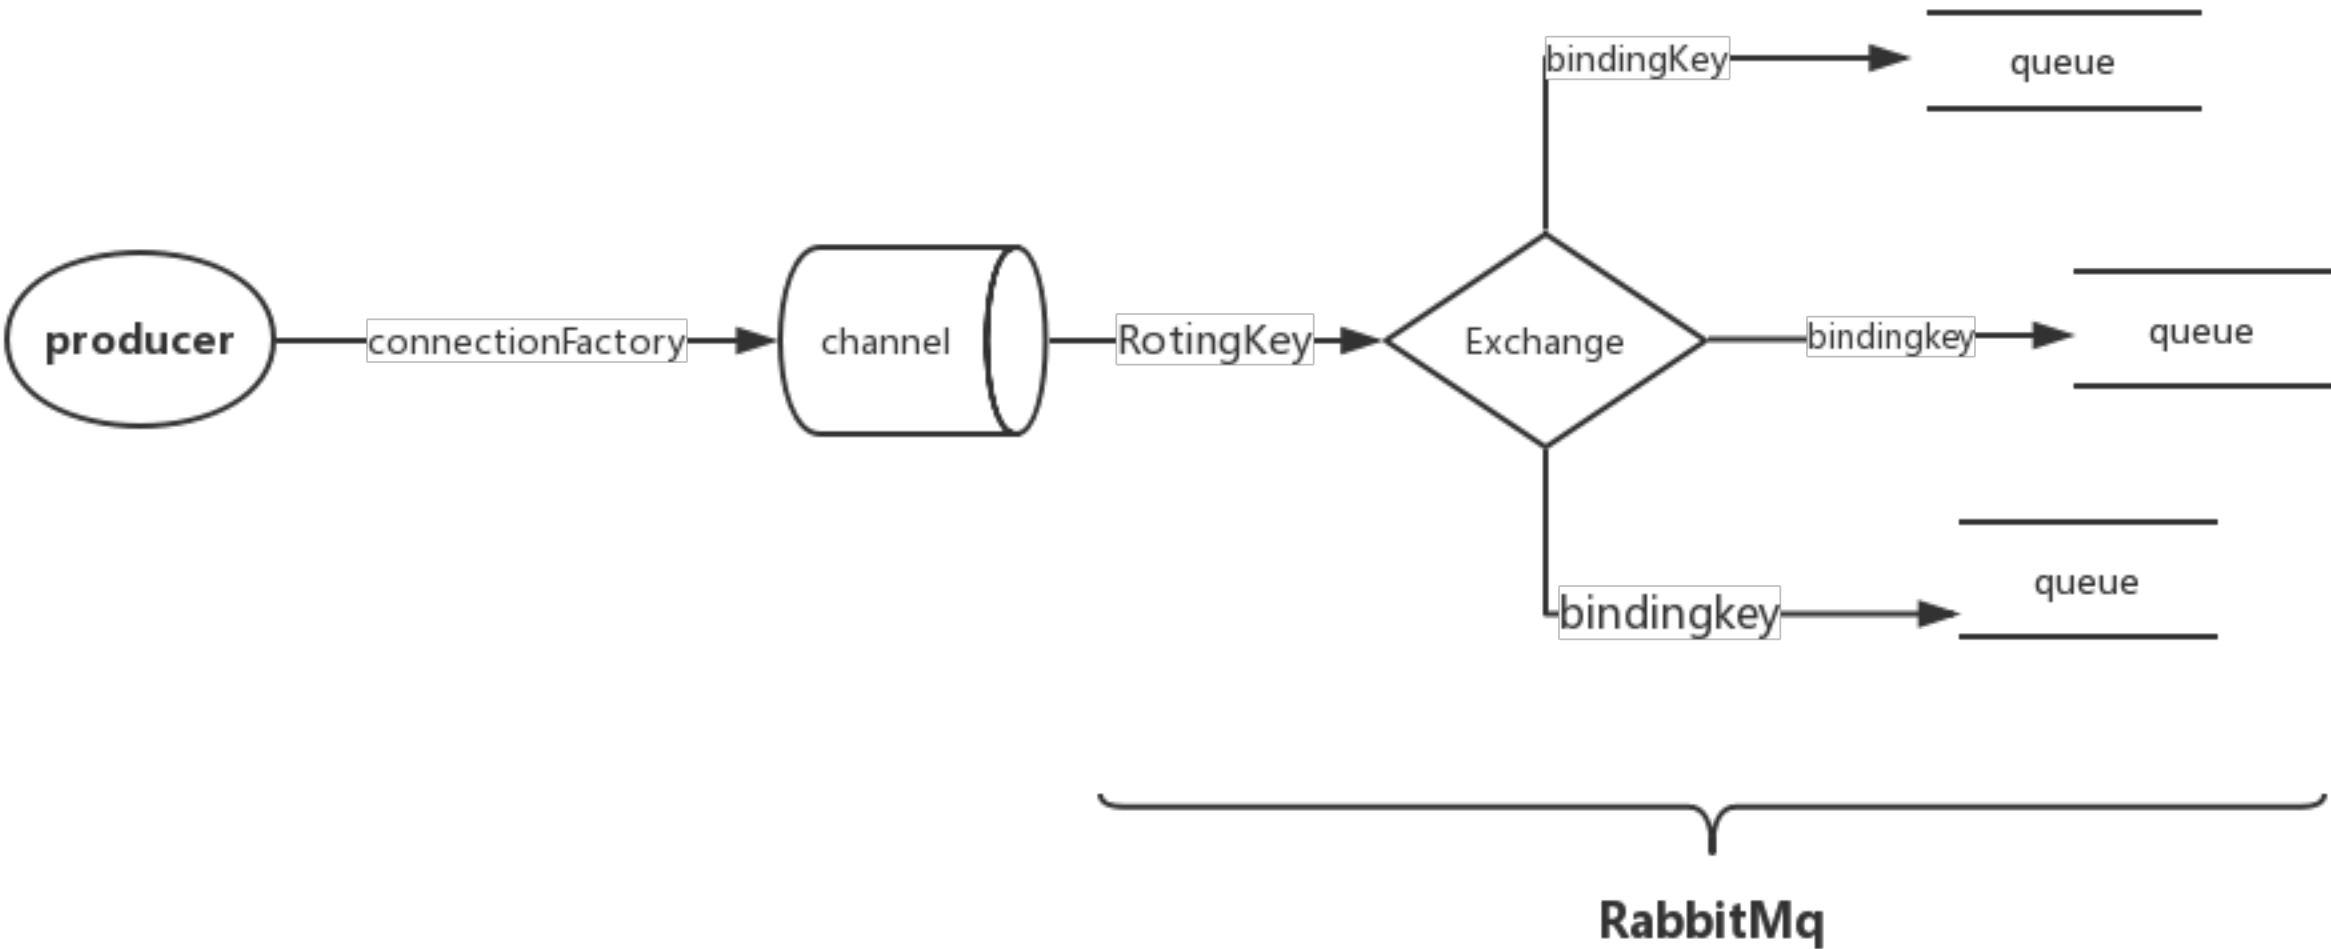 bindingKey
queue
producer
connectionFactory
channel
RotingKey
Exchange
bindingkey
queue
bindingkey
queue
RabbitMq